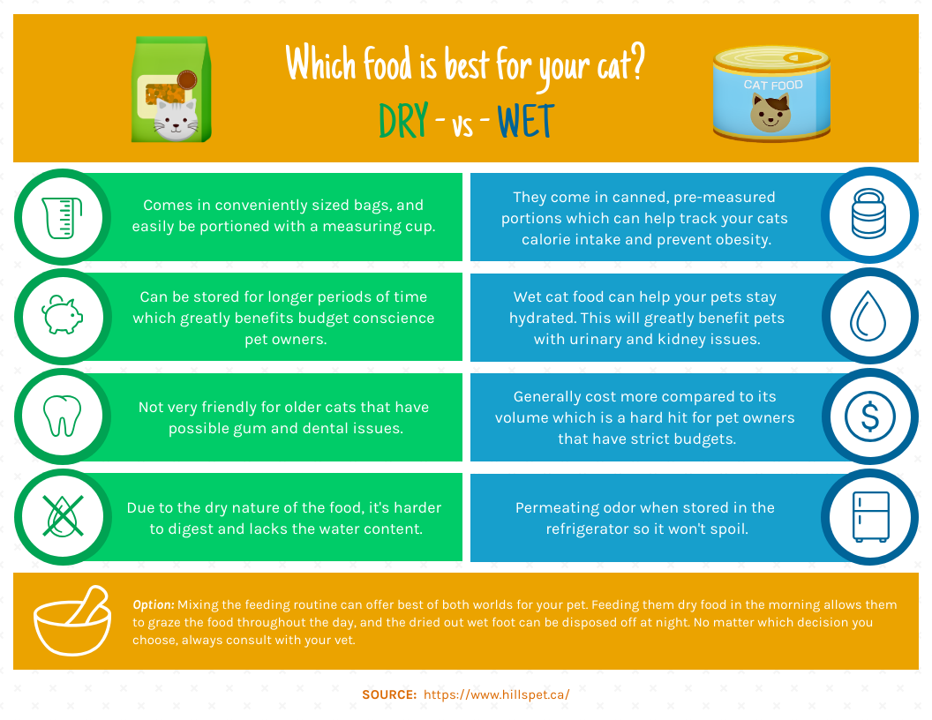 Which food is best for your cat?
DRY - vs - WET
CAT FOOD
Comes in conveniently sized bags, and
easily be portioned with a measuring cup.
They come in canned, pre-measured
portions which can help track your cats
calorie intake and prevent obesity.
Can be stored for longer periods of time
which greatly benefits budget conscience
pet owners.
Wet cat food can help your pets stay
hydrated. This will greatly benefit pets
with urinary and kidney issues.
Not very friendly for older cats that have
possible gum and dental issues.
Generally cost more compared to its
volume which is a hard hit for pet owners
that have strict budgets.
Due to the dry nature of the food, it's harder
to digest and lacks the water content.
Permeating odor when stored in the
refrigerator so it won't spoil.
Option: Mixing the feeding routine can offer best of both worlds for your pet. Feeding them dry food in the morning allows them
to graze the food throughout the day, and the dried out wet foot can be disposed off at night. No matter which decision you
choose, always consult with your vet.
SOURCE: https://www.hillspet.ca/